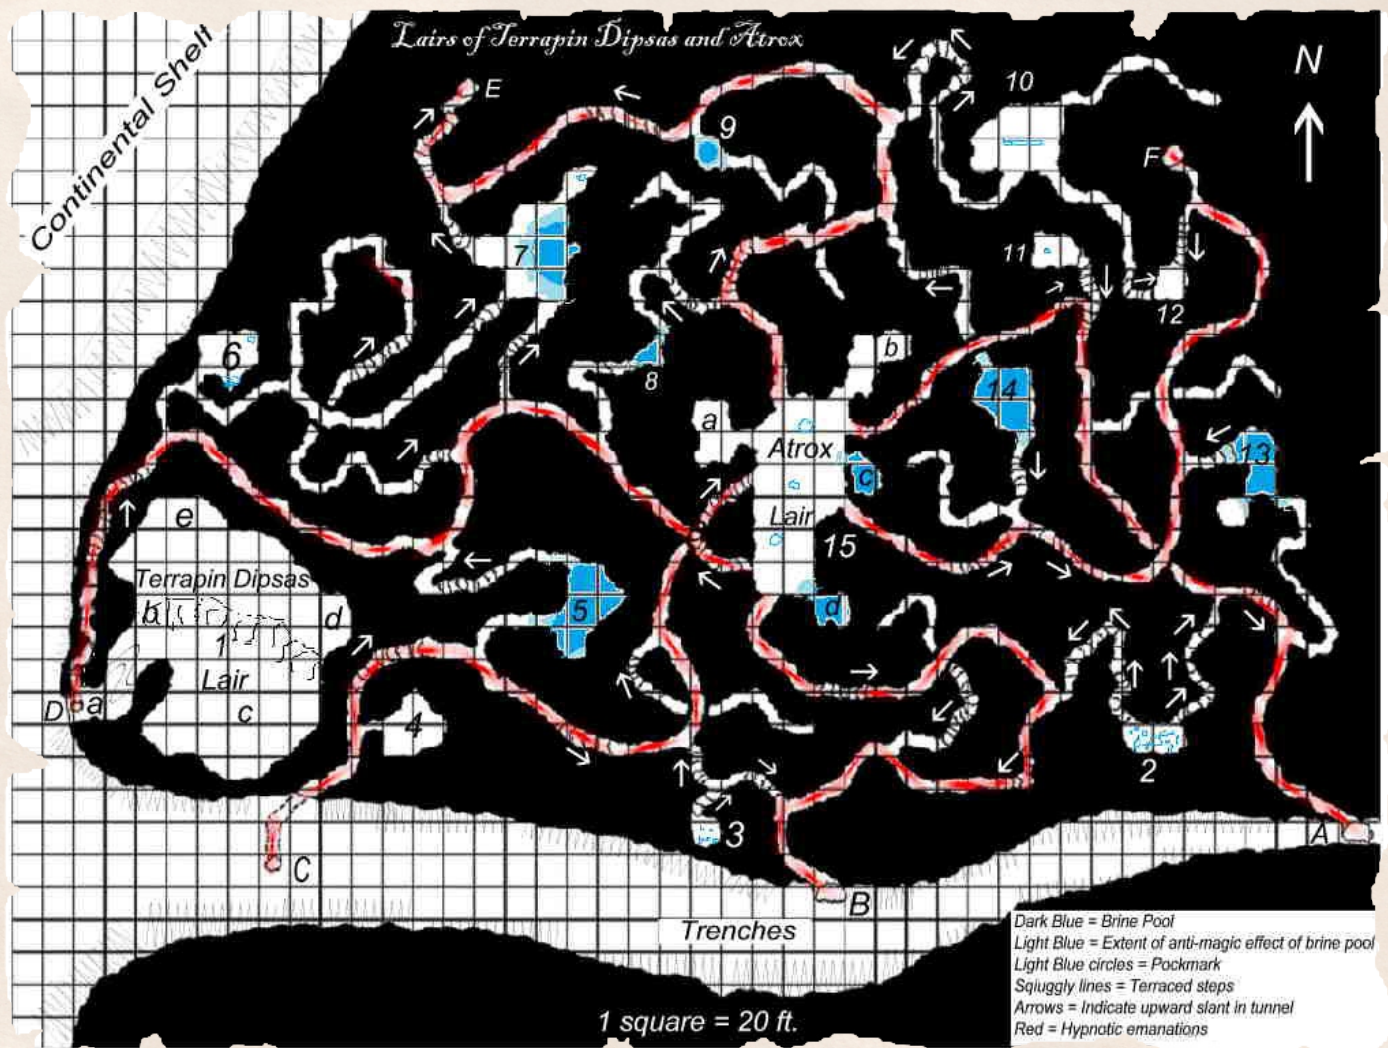 Lairs of Terrapin Dipsas and Atrox
Continental Shelf
N
E
10
9
F
7
11
12
6
b
8
14
a
Atrox
c
13
Lair
e
15
Terrapin Dipsas
b
d
5
d
1
Lair
D
a
c
4
2
3
A
C
B
Trenches
Dark Blue = Brine Pool
Light Blue = Extent of anti-magic effect of brine pool
Light Blue circles = Pockmark
Sqiuggly lines = Terraced steps
Arrows = Indicate upward slant in tunnel
Red = Hypnotic emanations
1 square = 20 ft.